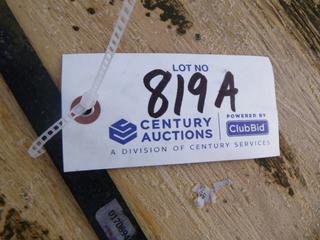 LOT NO
819A
CENTURY AUCTIONS
POWERED BY
ClubBid
A DIVISION OF CENTURY SERVICES